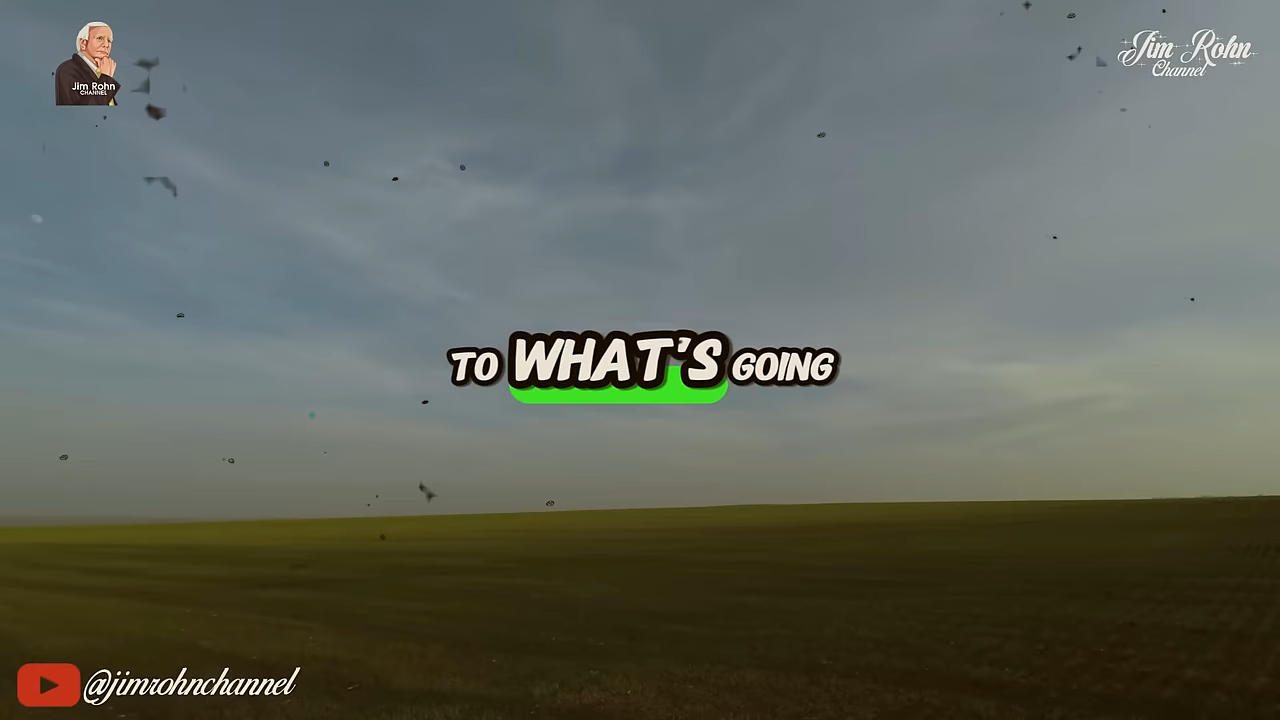 Jim Rohn
CHANNEL
Jim Rohn
Channel
TO WHAT'S GOING
@jimrohnchannel